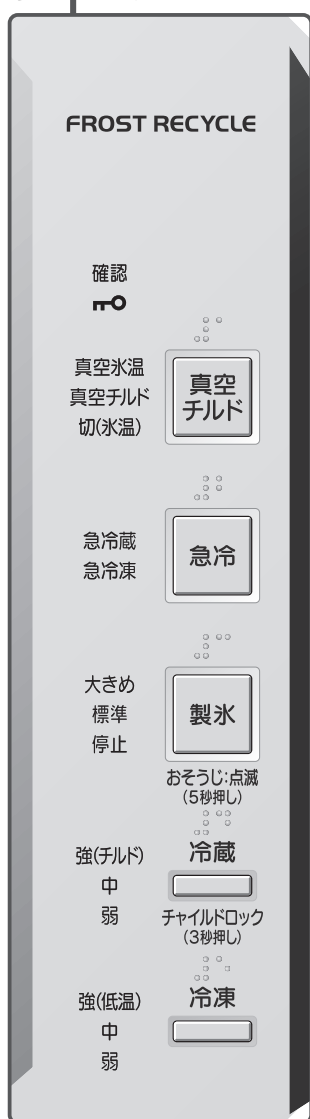 FROST RECYCLE
確認
真空氷温
真空チルド
切(氷温)
真空
チルド
急冷蔵
急冷凍
急冷
大きめ
標準
停止
製氷
おそうじ:点滅
(5秒押し)
強(チルド)
中
弱
冷蔵
チャイルドロック
(3秒押し)
強(低温)
中
弱
冷凍